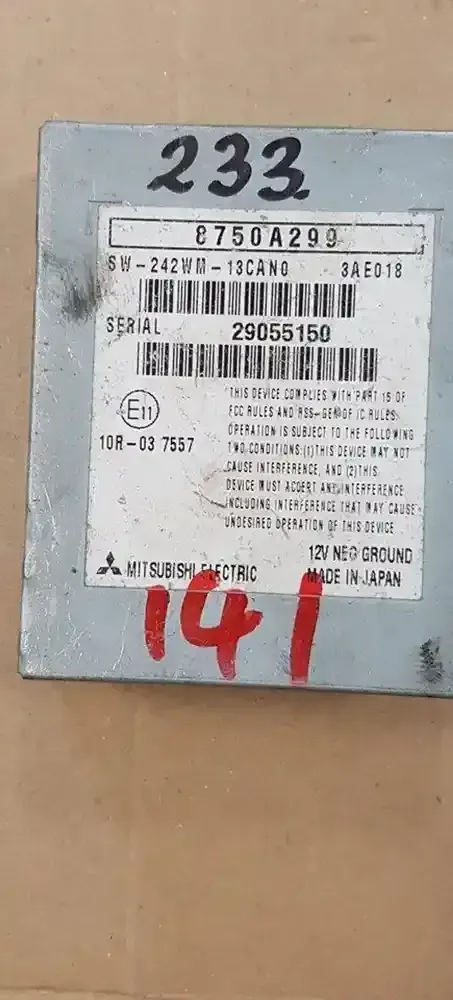 233
8750A299
SW-242WM-13CAN0 3AE018
SERIAL 29055150
E11
10R-03 7557
THIS DEVICE COMPLIES WITH PART 15 OF
FCC RULES AND RSS-GEN OF IC RULES.
OPERATION IS SUBJECT TO THE FOLLOWING
TWO CONDITIONS:(1)THIS DEVICE MAY NOT
CAUSE INTERFERENCE, AND (2)THIS
DEVICE MUST ACCEPT ANY INTERFERENCE,
INCLUDING INTERFERENCE THAT MAY CAUSE
UNDESIRED OPERATION OF THIS DEVICE
12V NEG GROUND
MITSUBISHI ELECTRIC MADE IN JAPAN
141